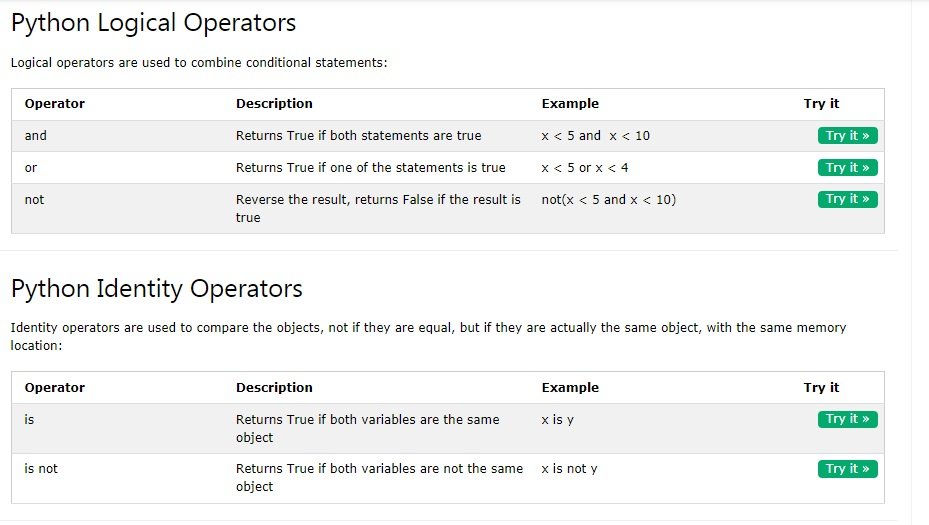 Python Logical Operators
Logical operators are used to combine conditional statements:
Operator Description Example Try it
and Returns True if both statements are true x < 5 and  x < 10 Try it »
or Returns True if one of the statements is true x < 5 or x < 4 Try it »
not Reverse the result, returns False if the result is not(x < 5 and x < 10) Try it »
true
Python Identity Operators
Identity operators are used to compare the objects, not if they are equal, but if they are actually the same object, with the same memory
location:
Operator Description Example Try it
is Returns True if both variables are the same x is y Try it »
object
is not Returns True if both variables are not the same x is not y Try it »
object